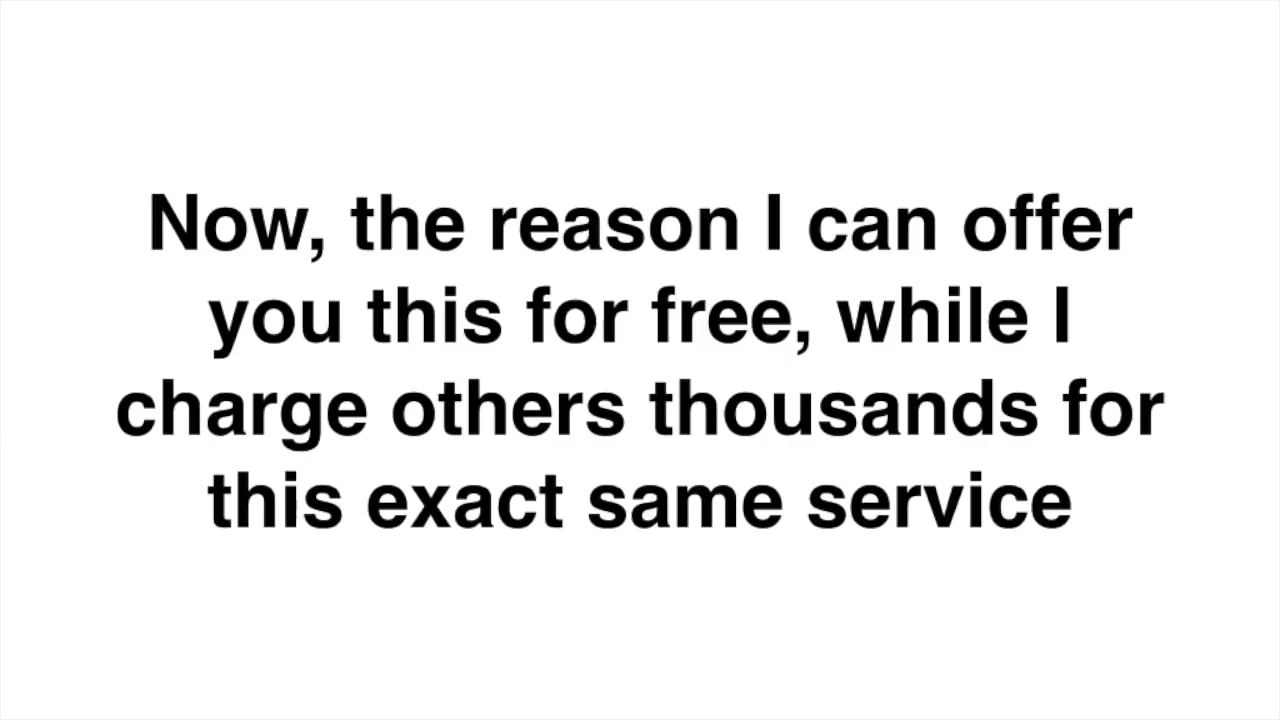 Now, the reason I can offer
you this for free, while I
charge others thousands for
this exact same service